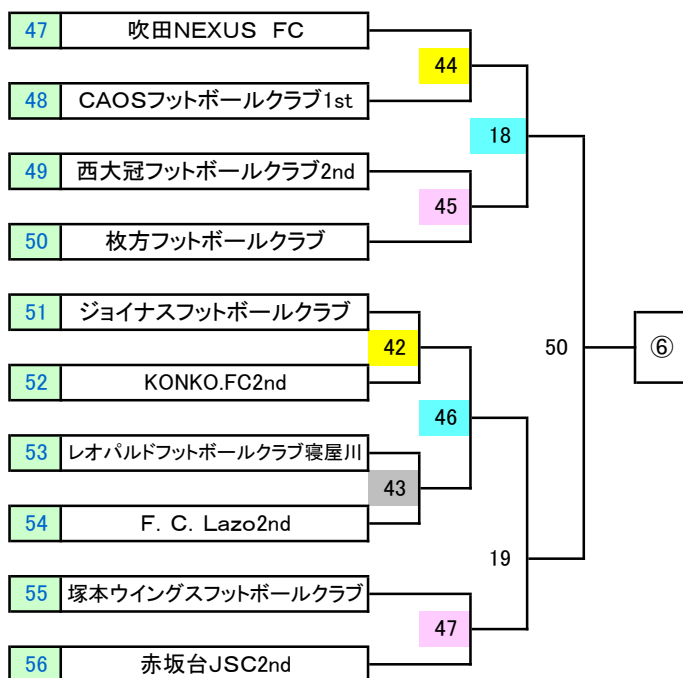 47 吹田NEXUS FC
44
48 CAOSフットボールクラブ1st
18
49 西大冠フットボールクラブ2nd
45
50 枚方フットボールクラブ
51 ジョイナスフットボールクラブ
42
50
⑥
52 KONKO.FC2nd
46
53 レオパルドフットボールクラブ寝屋川
43
54 F. C. Lazo2nd
19
55 塚本ウイングスフットボールクラブ
47
56 赤坂台JSC2nd